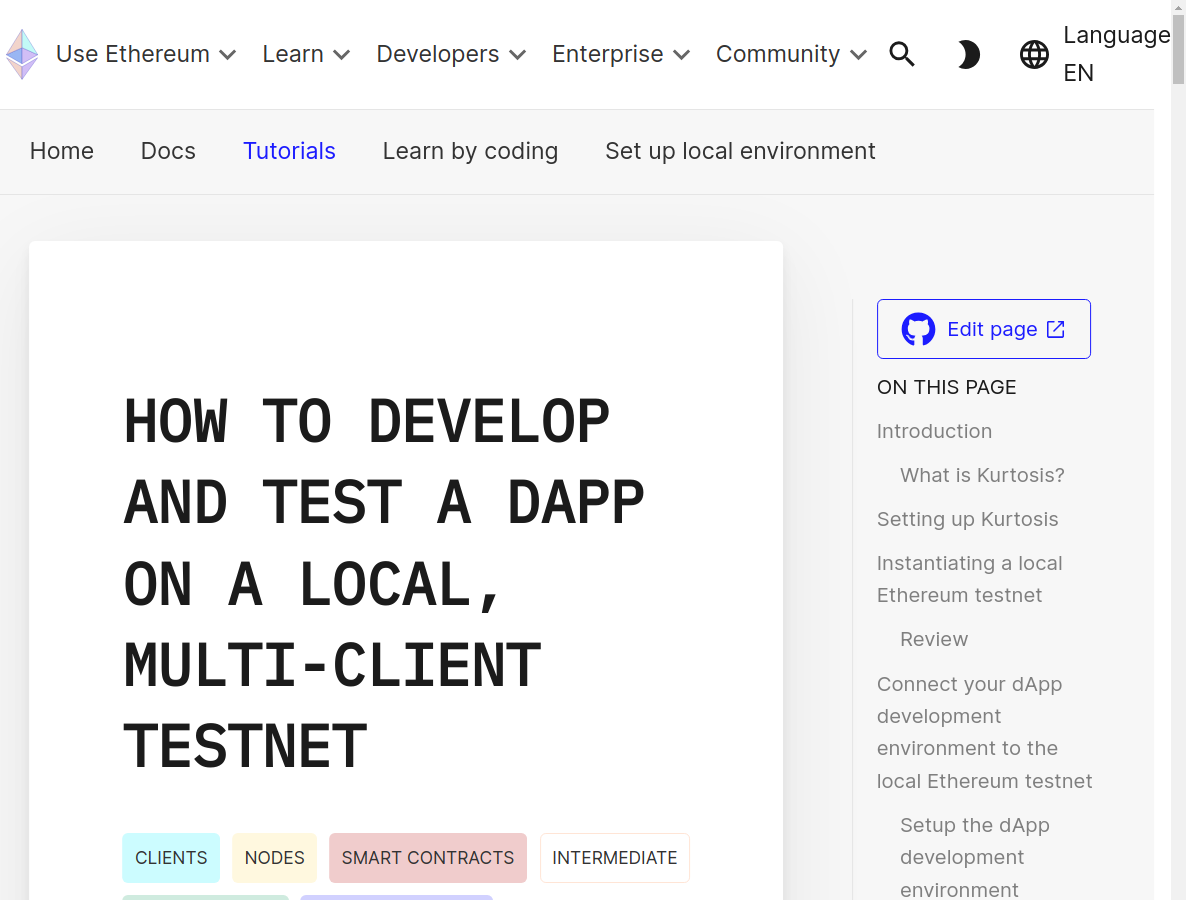 Use Ethereum
Learn
Developers
Enterprise
Community
Language
EN
Home
Docs
Tutorials
Learn by coding
Set up local environment
HOW TO DEVELOP
AND TEST A DAPP
ON A LOCAL,
MULTI-CLIENT
TESTNET
CLIENTS
NODES
SMART CONTRACTS
INTERMEDIATE
Edit page
ON THIS PAGE
Introduction
What is Kurtosis?
Setting up Kurtosis
Instantiating a local
Ethereum testnet
Review
Connect your dApp
development
environment to the
local Ethereum testnet
Setup the dApp
development
environment